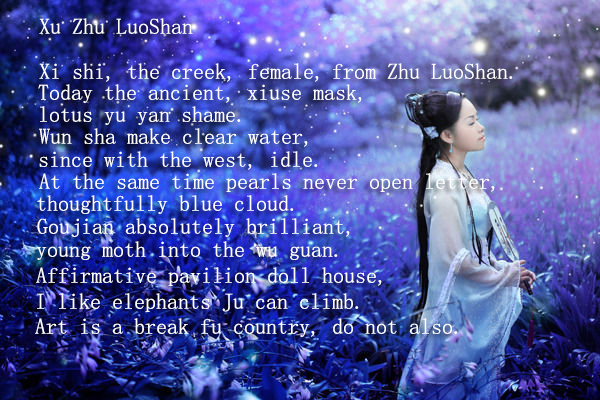 Xu Zhu LuoShan
Xi shi, the creek, female, from Zhu LuoShan.
Today the ancient, xiuse mask,
lotus yu yan shame.
Wun sha make clear water,
since with the west, idle.
At the same time pearls never open letter,
thoughtfully blue cloud.
Goujian absolutely brilliant,
young moth into the wu guan.
Affirmative pavilion doll house,
I like elephants Ju can climb.
Art is a break fu country, do not also.